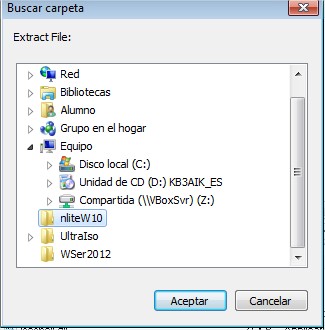 Buscar carpeta
Extract File:
Red
Bibliotecas
Alumno
Grupo en el hogar
Equipo
Disco local (C:)
Unidad de CD (D:) KB3AIK_ES
Compartida (\\VBoxSvr) (Z:)
nliteW10
UltraIso
WSer2012
Aceptar
Cancelar